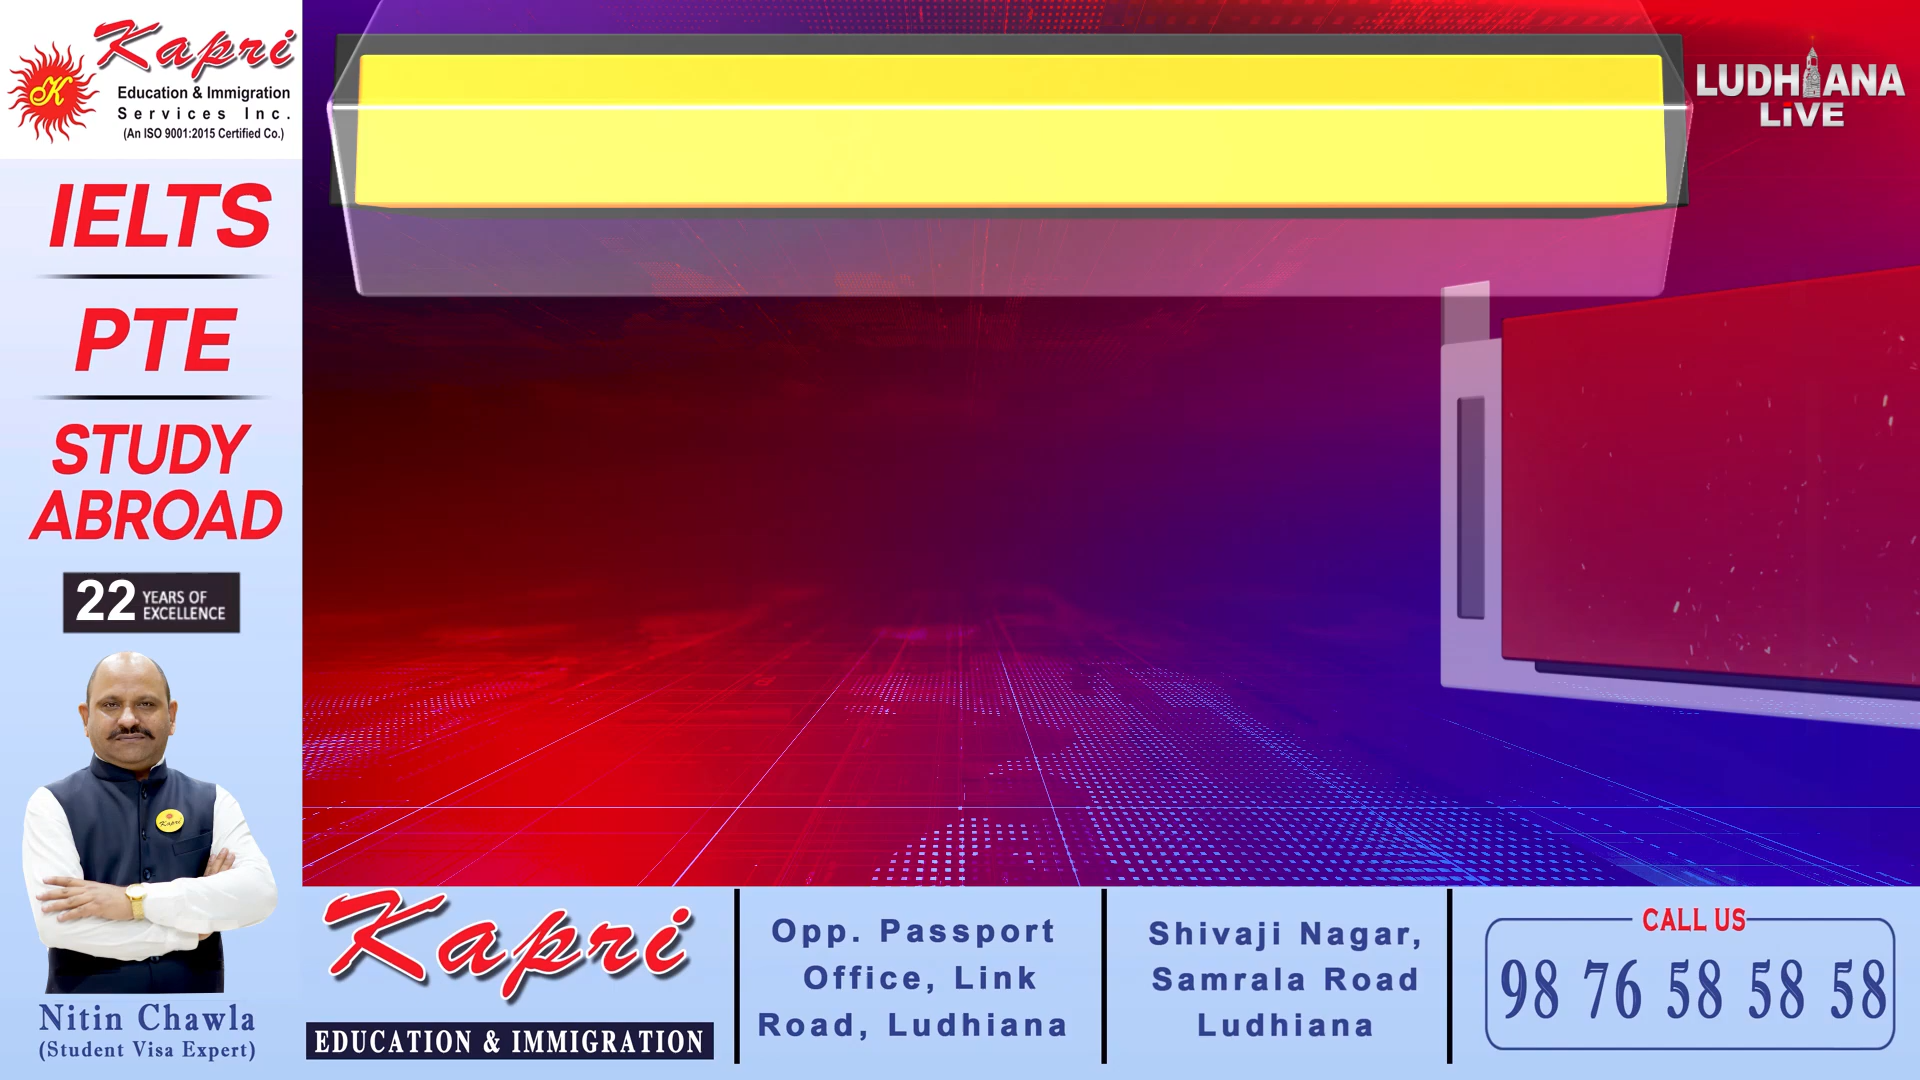 Kapri
Education & Immigration
Services Inc.
(An ISO 9001:2015 Certified Co.)
K
LUDHIANA
LiVE
IELTS
PTE
STUDY
ABROAD
22 YEARS OF
EXCELLENCE
Kapri
Nitin Chawla
(Student Visa Expert)
Kapri
EDUCATION & IMMIGRATION
Opp. Passport
Office, Link
Road, Ludhiana
Shivaji Nagar,
Samrala Road
Ludhiana
CALL US
98 76 58 58 58